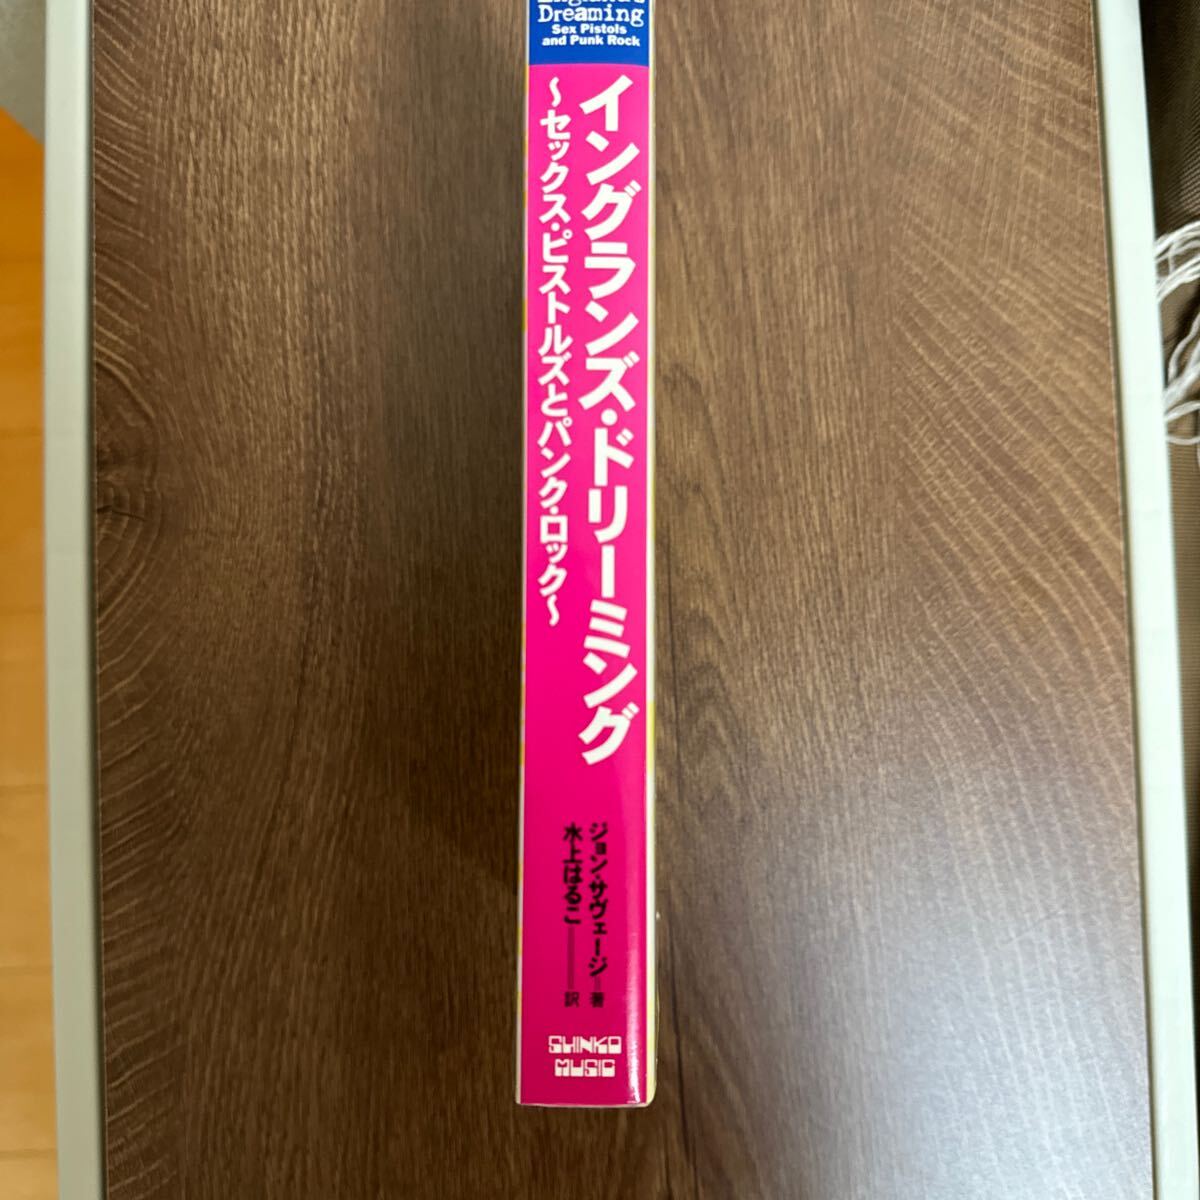 Dreaming
Sex Pistols
and Punk Rock
イングランズ・ドリーミング
〜セックス・ピストルズとパンク・ロック〜
ジョン・サヴェージ=著
水上はるこ――訳
SHINKO
MUSIC